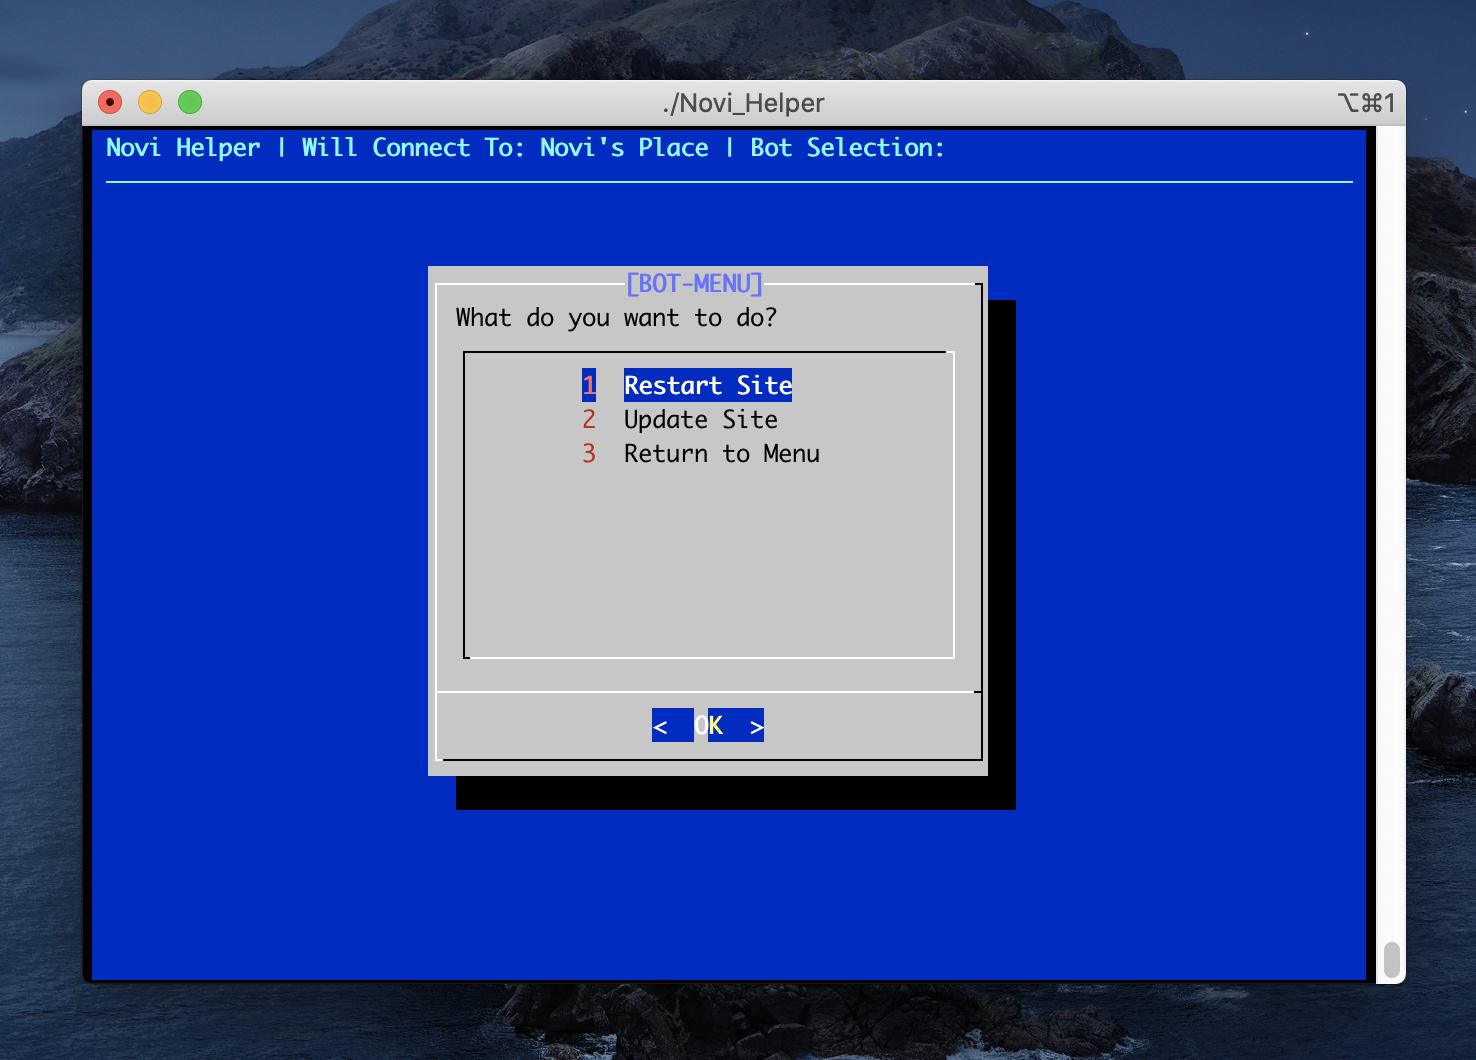 ./Novi_Helper
⌥⌘1
Novi Helper | Will Connect To: Novi's Place | Bot Selection:
[BOT-MENU]
What do you want to do?
1 Restart Site
2 Update Site
3 Return to Menu
< OK >